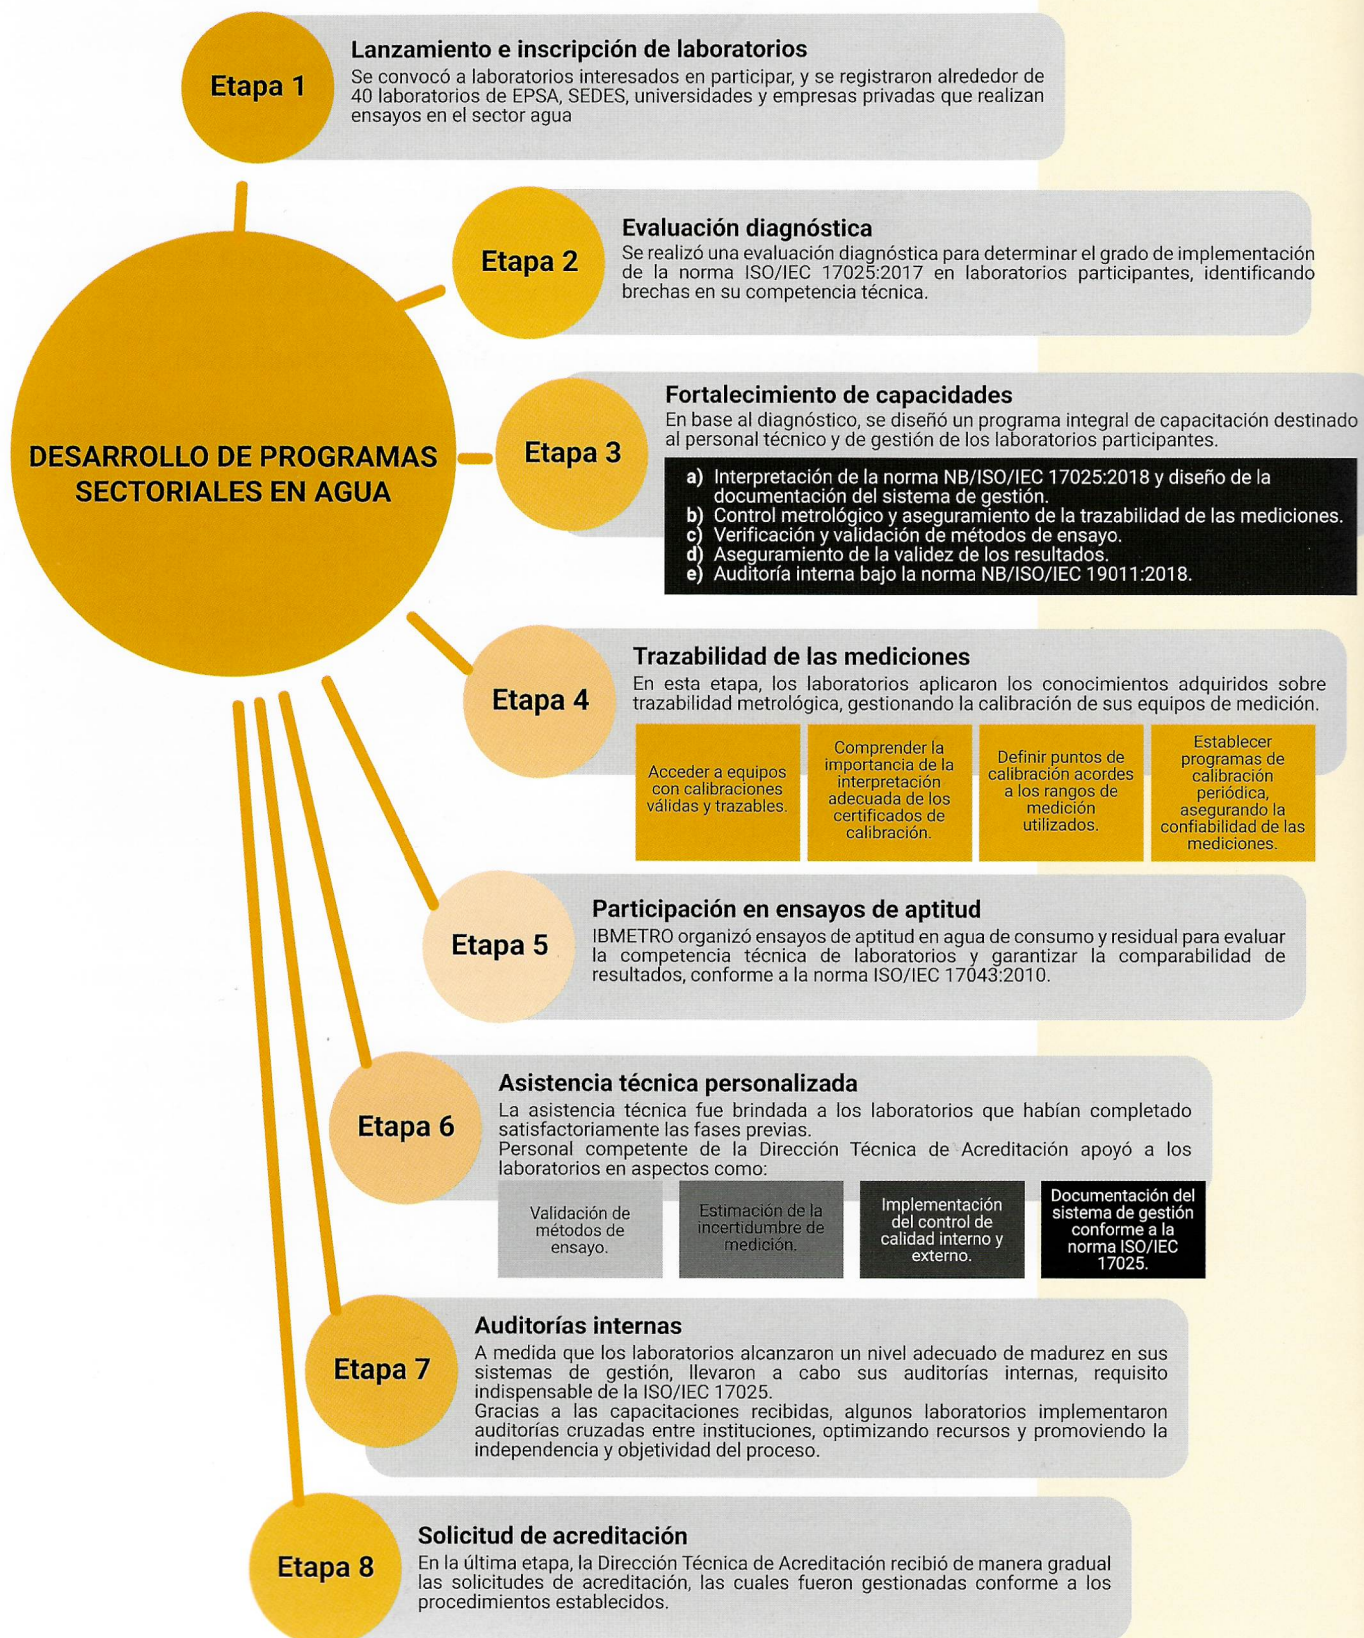 Etapa 1
Lanzamiento e inscripción de laboratorios
Se convocó a laboratorios interesados en participar, y se registraron alrededor de
40 laboratorios de EPSA, SEDES, universidades y empresas privadas que realizan
ensayos en el sector agua
DESARROLLO DE PROGRAMAS
SECTORIALES EN AGUA
Etapa 2
Evaluación diagnóstica
Se realizó una evaluación diagnóstica para determinar el grado de implementación
de la norma ISO/IEC 17025:2017 en laboratorios participantes, identificando
brechas en su competencia técnica.
Etapa 3
Fortalecimiento de capacidades
En base al diagnóstico, se diseñó un programa integral de capacitación destinado
al personal técnico y de gestión de los laboratorios participantes.
a) Interpretación de la norma NB/ISO/IEC 17025:2018 y diseño de la
documentación del sistema de gestión.
b) Control metrológico y aseguramiento de la trazabilidad de las mediciones.
c) Verificación y validación de métodos de ensayo.
d) Aseguramiento de la validez de los resultados.
e) Auditoría interna bajo la norma NB/ISO/IEC 19011:2018.
Etapa 4
Trazabilidad de las mediciones
En esta etapa, los laboratorios aplicaron los conocimientos adquiridos sobre
trazabilidad metrológica, gestionando la calibración de sus equipos de medición.
Acceder a equipos
con calibraciones
válidas y trazables.
Comprender la
importancia de la
interpretación
adecuada de los
certificados de
calibración.
Definir puntos de
calibración acordes
a los rangos de
medición
utilizados.
Establecer
programas de
calibración
periódica,
asegurando la
confiabilidad de las
mediciones.
Etapa 5
Participación en ensayos de aptitud
IBMETRO organizó ensayos de aptitud en agua de consumo y residual para evaluar
la competencia técnica de laboratorios y garantizar la comparabilidad de
resultados, conforme a la norma ISO/IEC 17043:2010.
Etapa 6
Asistencia técnica personalizada
La asistencia técnica fue brindada a los laboratorios que habían completado
satisfactoriamente las fases previas.
Personal competente de la Dirección Técnica de Acreditación apoyó a los
laboratorios en aspectos como:
Validación de
métodos de
ensayo.
Estimación de la
incertidumbre de
medición.
Implementación
del control de
calidad interno y
externo.
Documentación del
sistema de gestión
conforme a la
norma ISO/IEC
17025.
Etapa 7
Auditorías internas
A medida que los laboratorios alcanzaron un nivel adecuado de madurez en sus
sistemas de gestión, llevaron a cabo sus auditorías internas, requisito
indispensable de la ISO/IEC 17025.
Gracias a las capacitaciones recibidas, algunos laboratorios implementaron
auditorías cruzadas entre instituciones, optimizando recursos y promoviendo la
independencia y objetividad del proceso.
Etapa 8
Solicitud de acreditación
En la última etapa, la Dirección Técnica de Acreditación recibió de manera gradual
las solicitudes de acreditación, las cuales fueron gestionadas conforme a los
procedimientos establecidos.